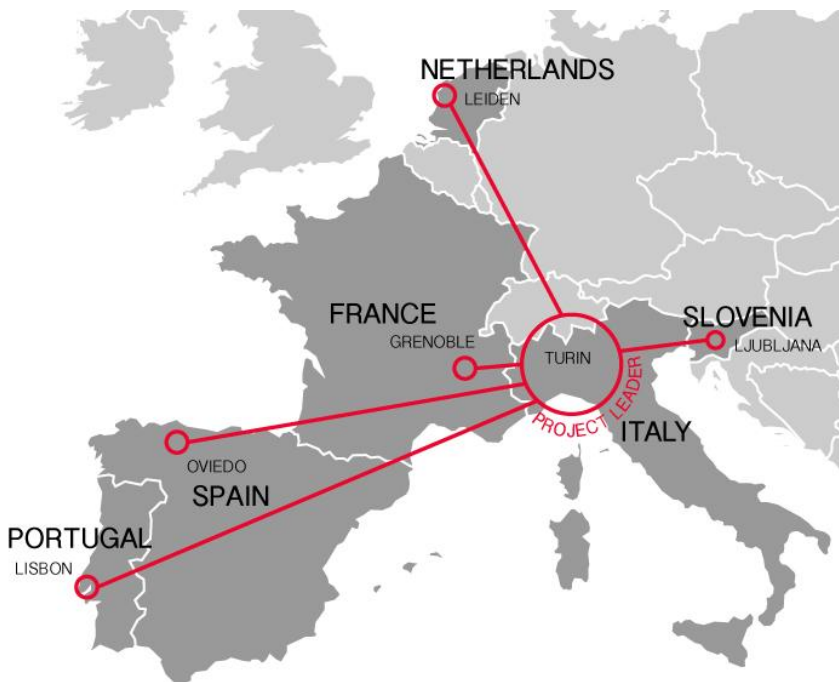 NETHERLANDS
LEIDEN
FRANCE
GRENOBLE
SLOVENIA
LJUBLJANA
TURIN
PROJECT LEADER
ITALY
OVIEDO
SPAIN
PORTUGAL
LISBON